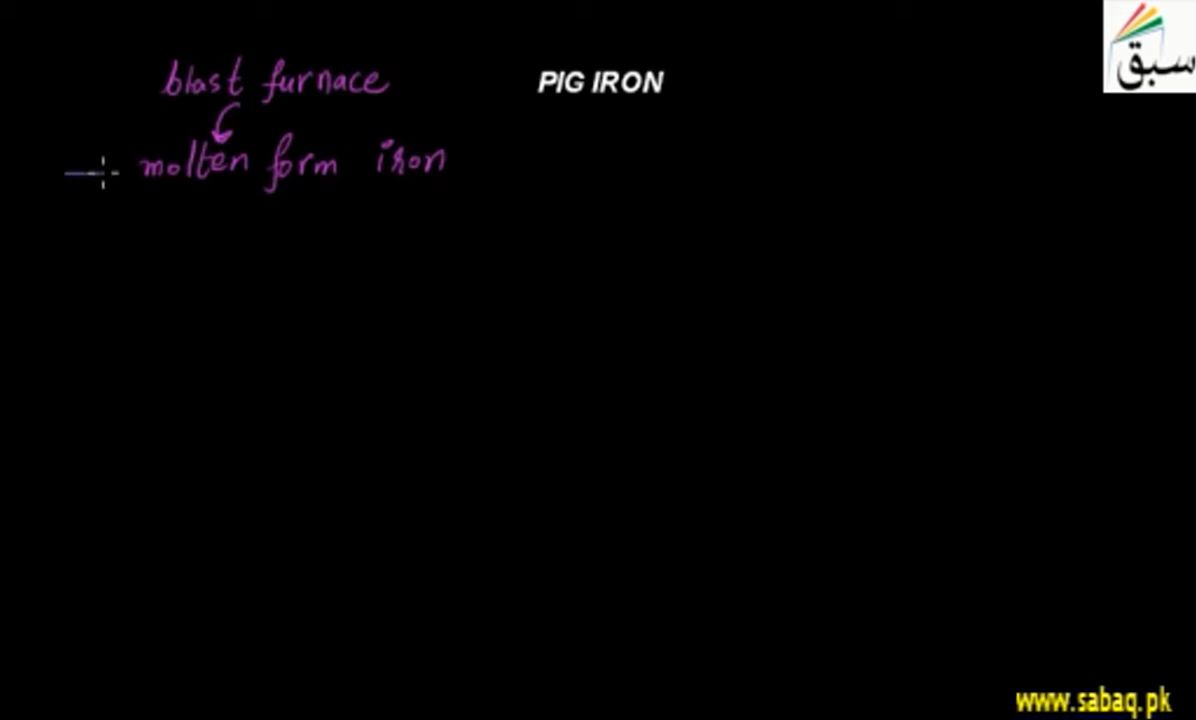 blast furnace
PIG IRON
سبق
molten form iron
www.sabaq.pk